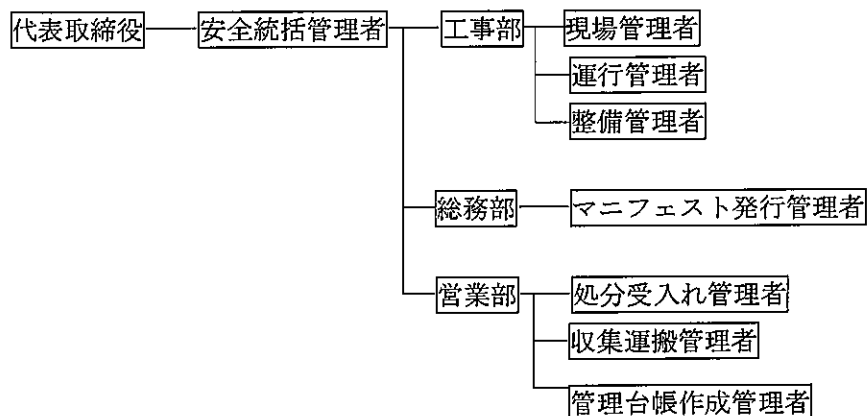 代表取締役 安全統括管理者 工事部 現場管理者
運行管理者
整備管理者
総務部 マニフェスト発行管理者
営業部 処分受入れ管理者
収集運搬管理者
管理台帳作成管理者